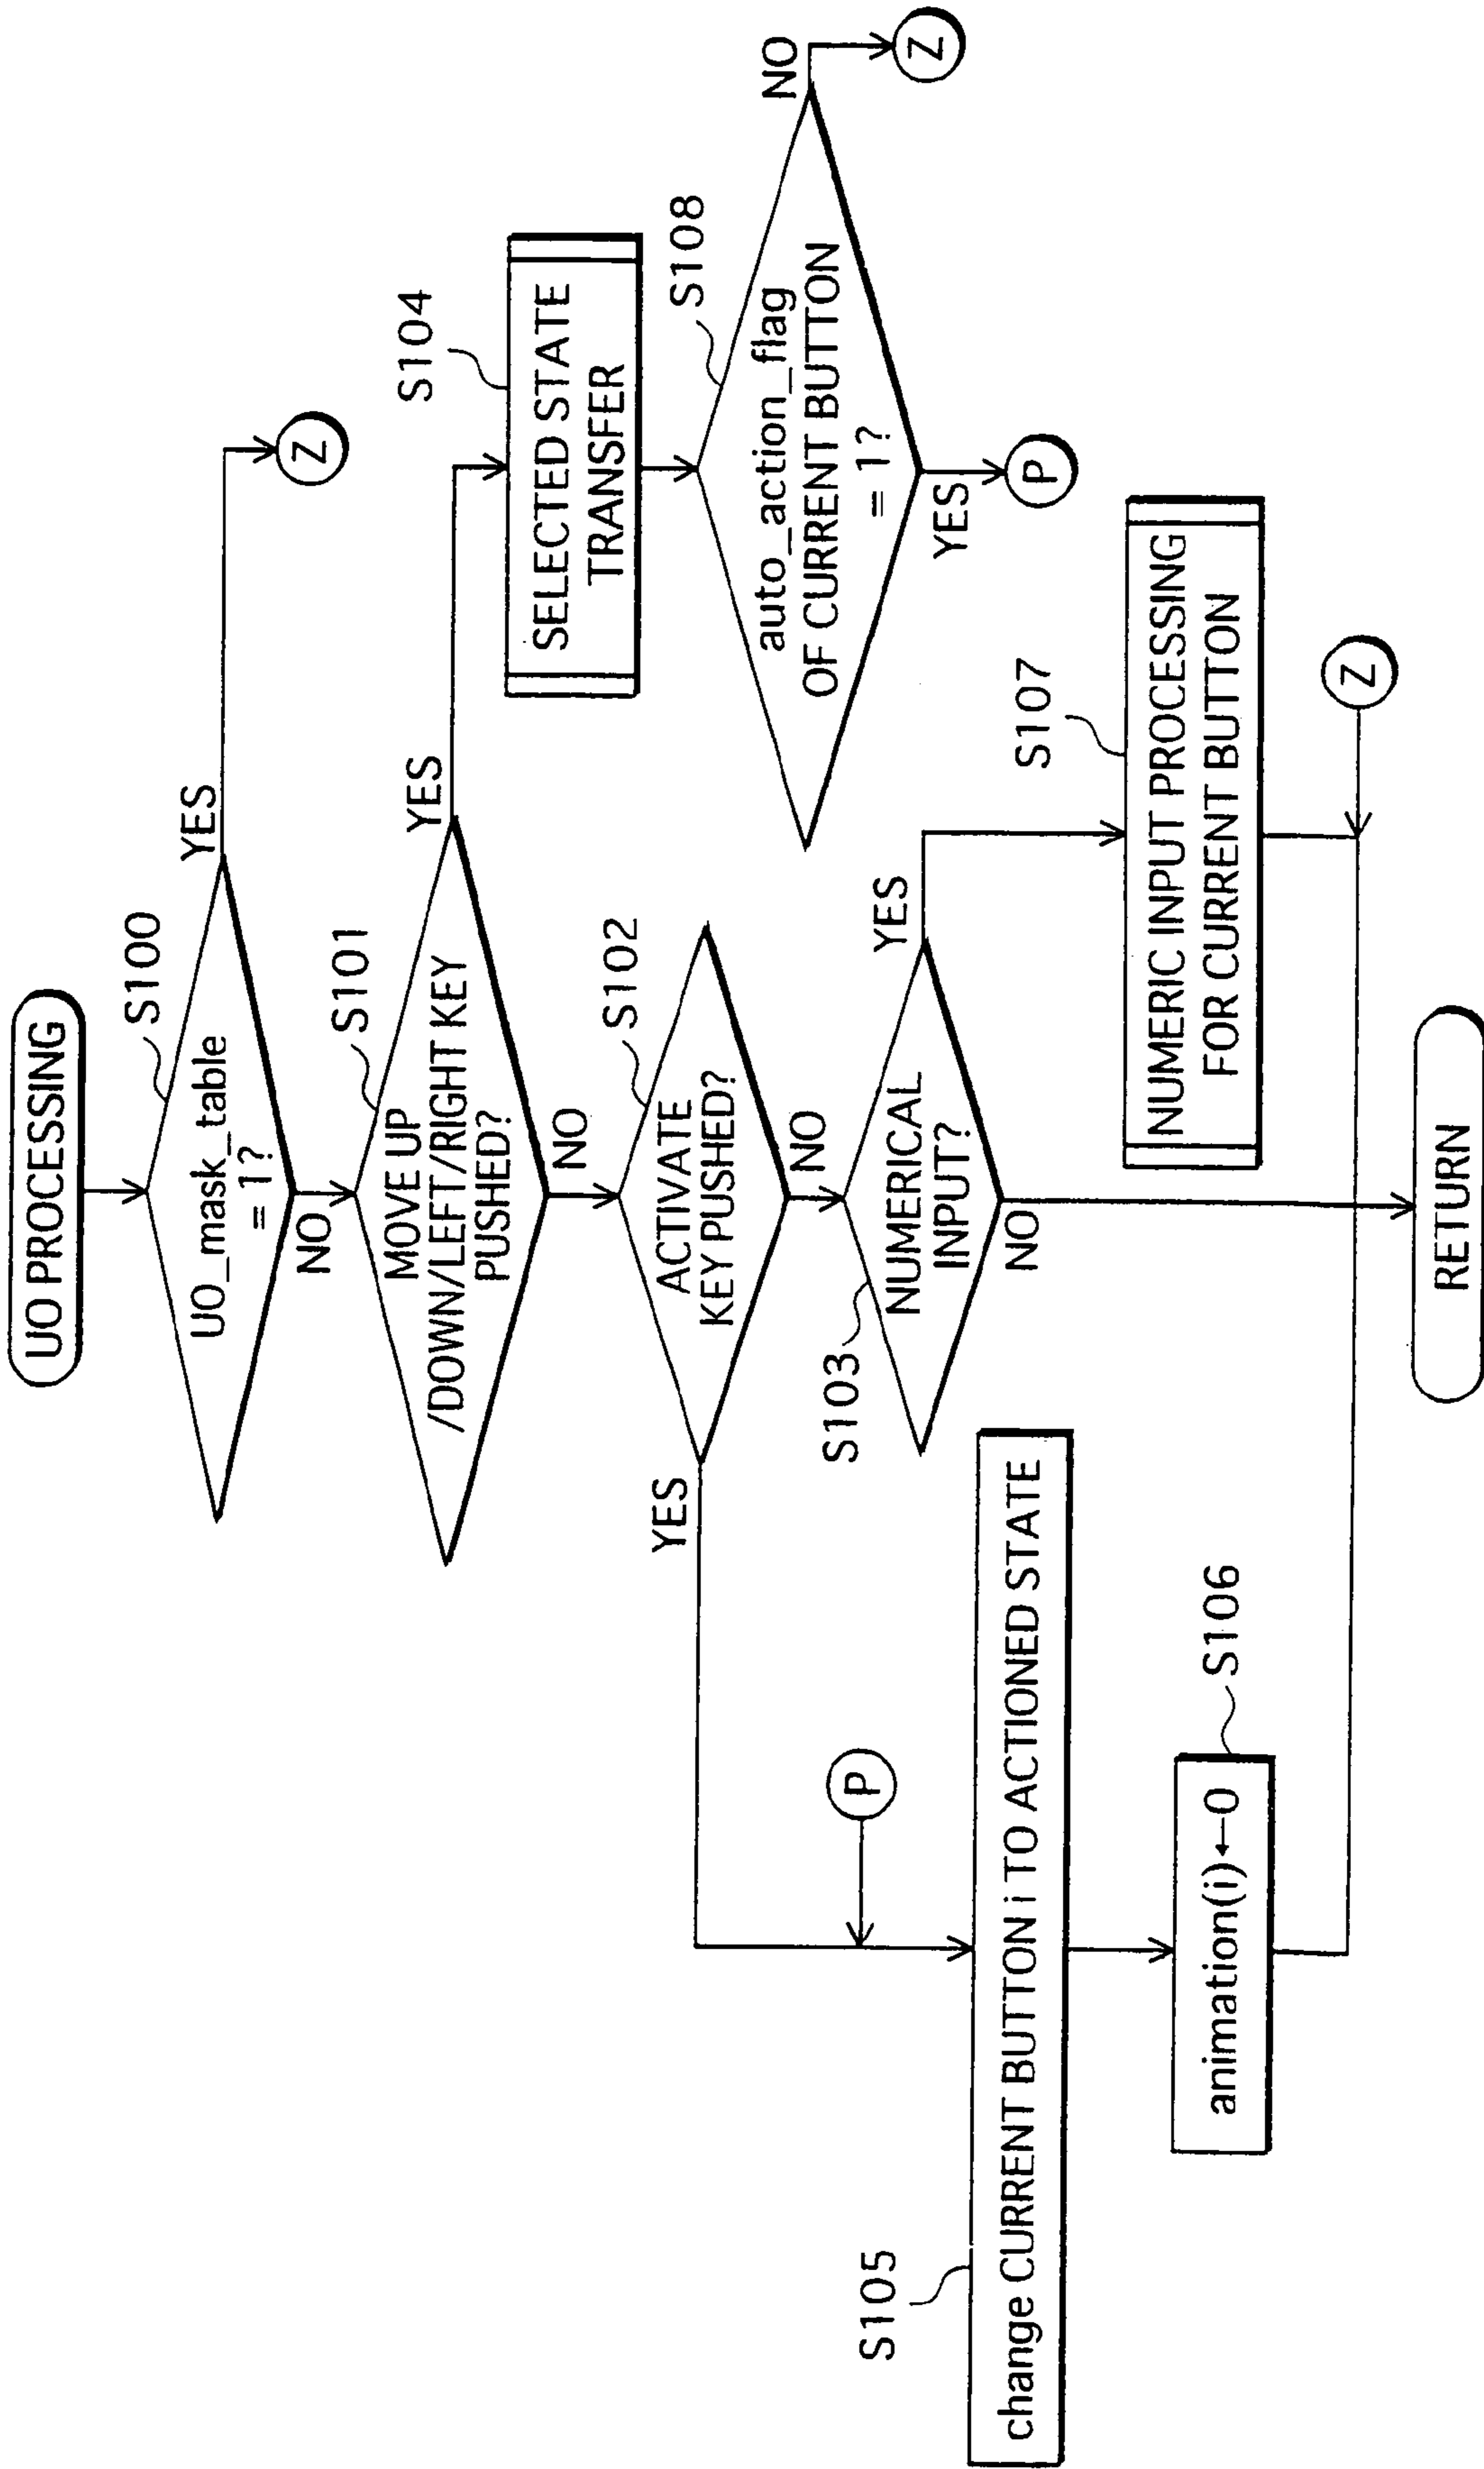 UO PROCESSING
S100
UO_mask_table
= 1?
YES
Z
NO
S101
MOVE UP
/DOWN/LEFT/RIGHT KEY
PUSHED?
YES
NO
S104
SELECTED STATE
TRANSFER
S102
ACTIVATE
KEY PUSHED?
YES
NO
S108
auto_action_flag
OF CURRENT BUTTON
= 1?
NO
Z
YES
P
S103
NUMERICAL
INPUT?
YES
NO
P
S105
change CURRENT BUTTON i TO ACTIONED STATE
S107
NUMERIC INPUT PROCESSING
FOR CURRENT BUTTON
S106
animation(i)←0
Z
RETURN